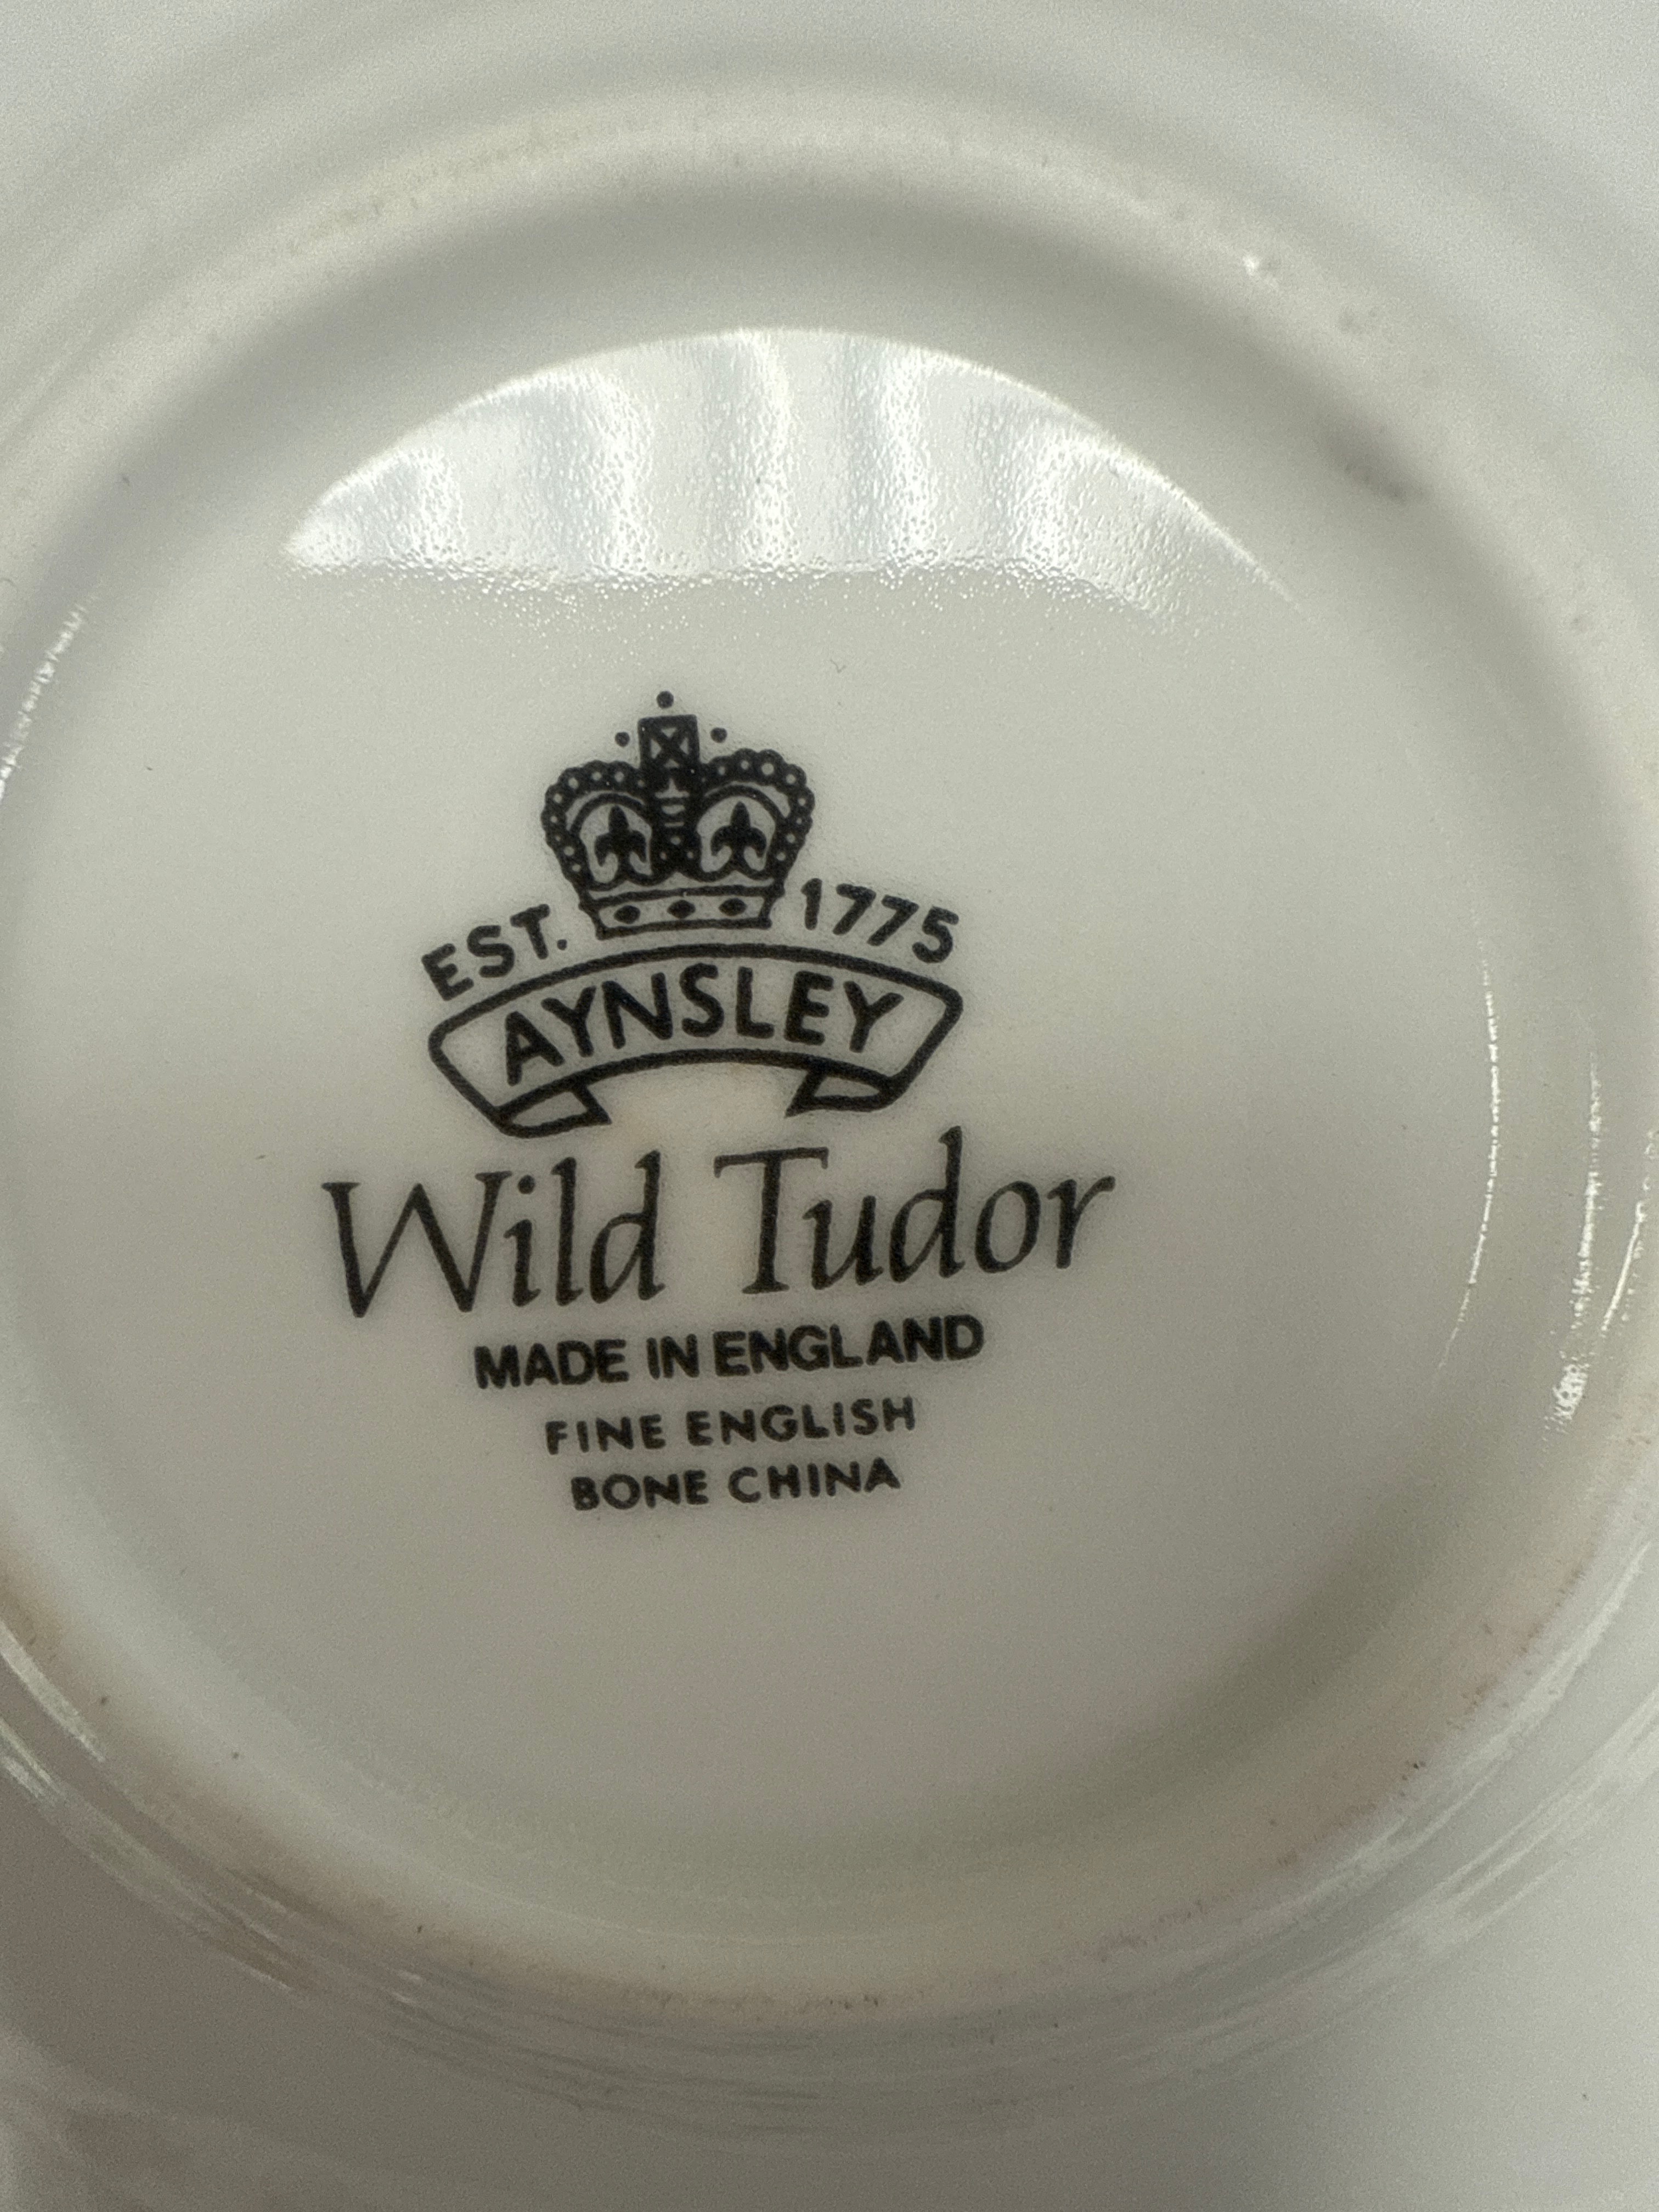 EST. 1775
AYNSLEY
Wild Tudor
MADE IN ENGLAND
FINE ENGLISH
BONE CHINA